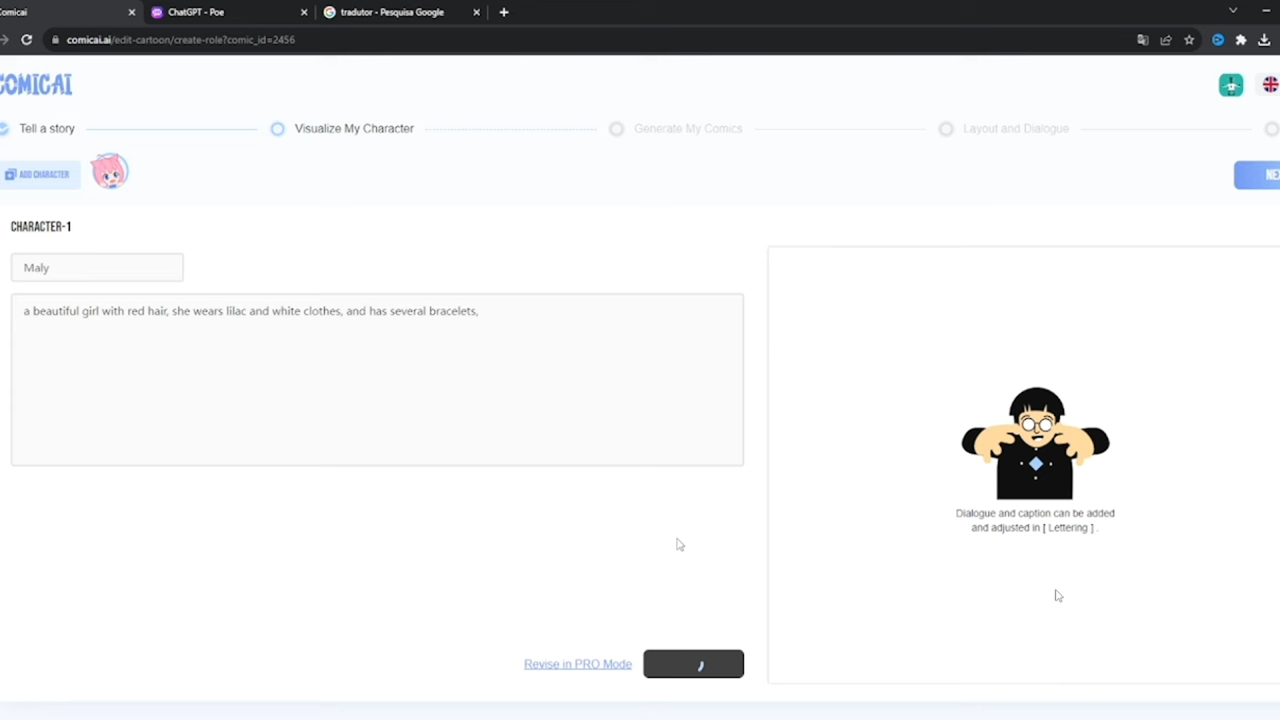 Comicai
ChatGPT - Poe
tradutor - Pesquisa Google
comicai.ai/edit-cartoon/create-role?comic_id=2456
COMICAI
Tell a story
Visualize My Character
Generate My Comics
Layout and Dialogue
ADD CHARACTER
NE
CHARACTER-1
Maly
a beautiful girl with red hair, she wears lilac and white clothes, and has several bracelets,
Dialogue and caption can be added
and adjusted in [ Lettering ] .
Revise in PRO Mode